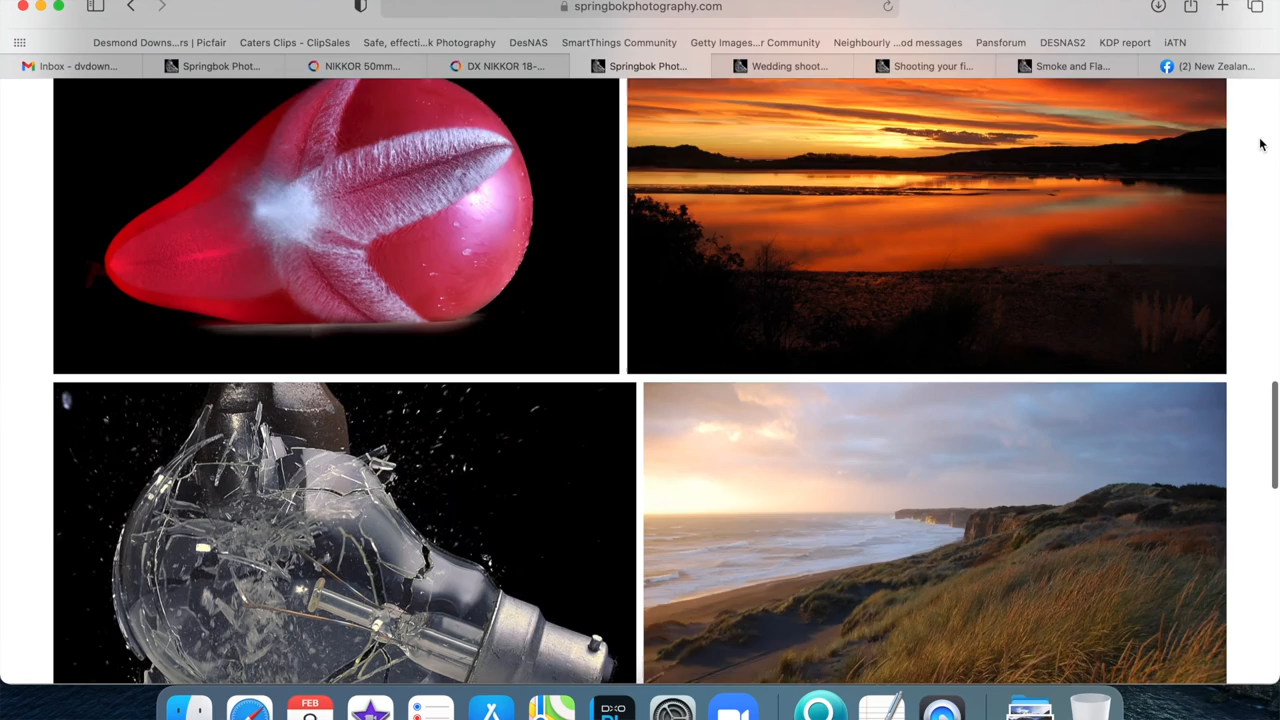 springbokphotography.com
Desmond Downs...rs | Picfair Caters Clips - ClipSales Safe, effecti...k Photography DesNAS SmartThings Community Getty Images...r Community Neighbourly ...od messages Pansforum DESNAS2 KDP report iATN
Inbox - dvdown... Springbok Phot... NIKKOR 50mm... DX NIKKOR 18-... Springbok Phot... Wedding shoot... Shooting your fi... Smoke and Fla... (2) New Zealan...
FEB
DXO